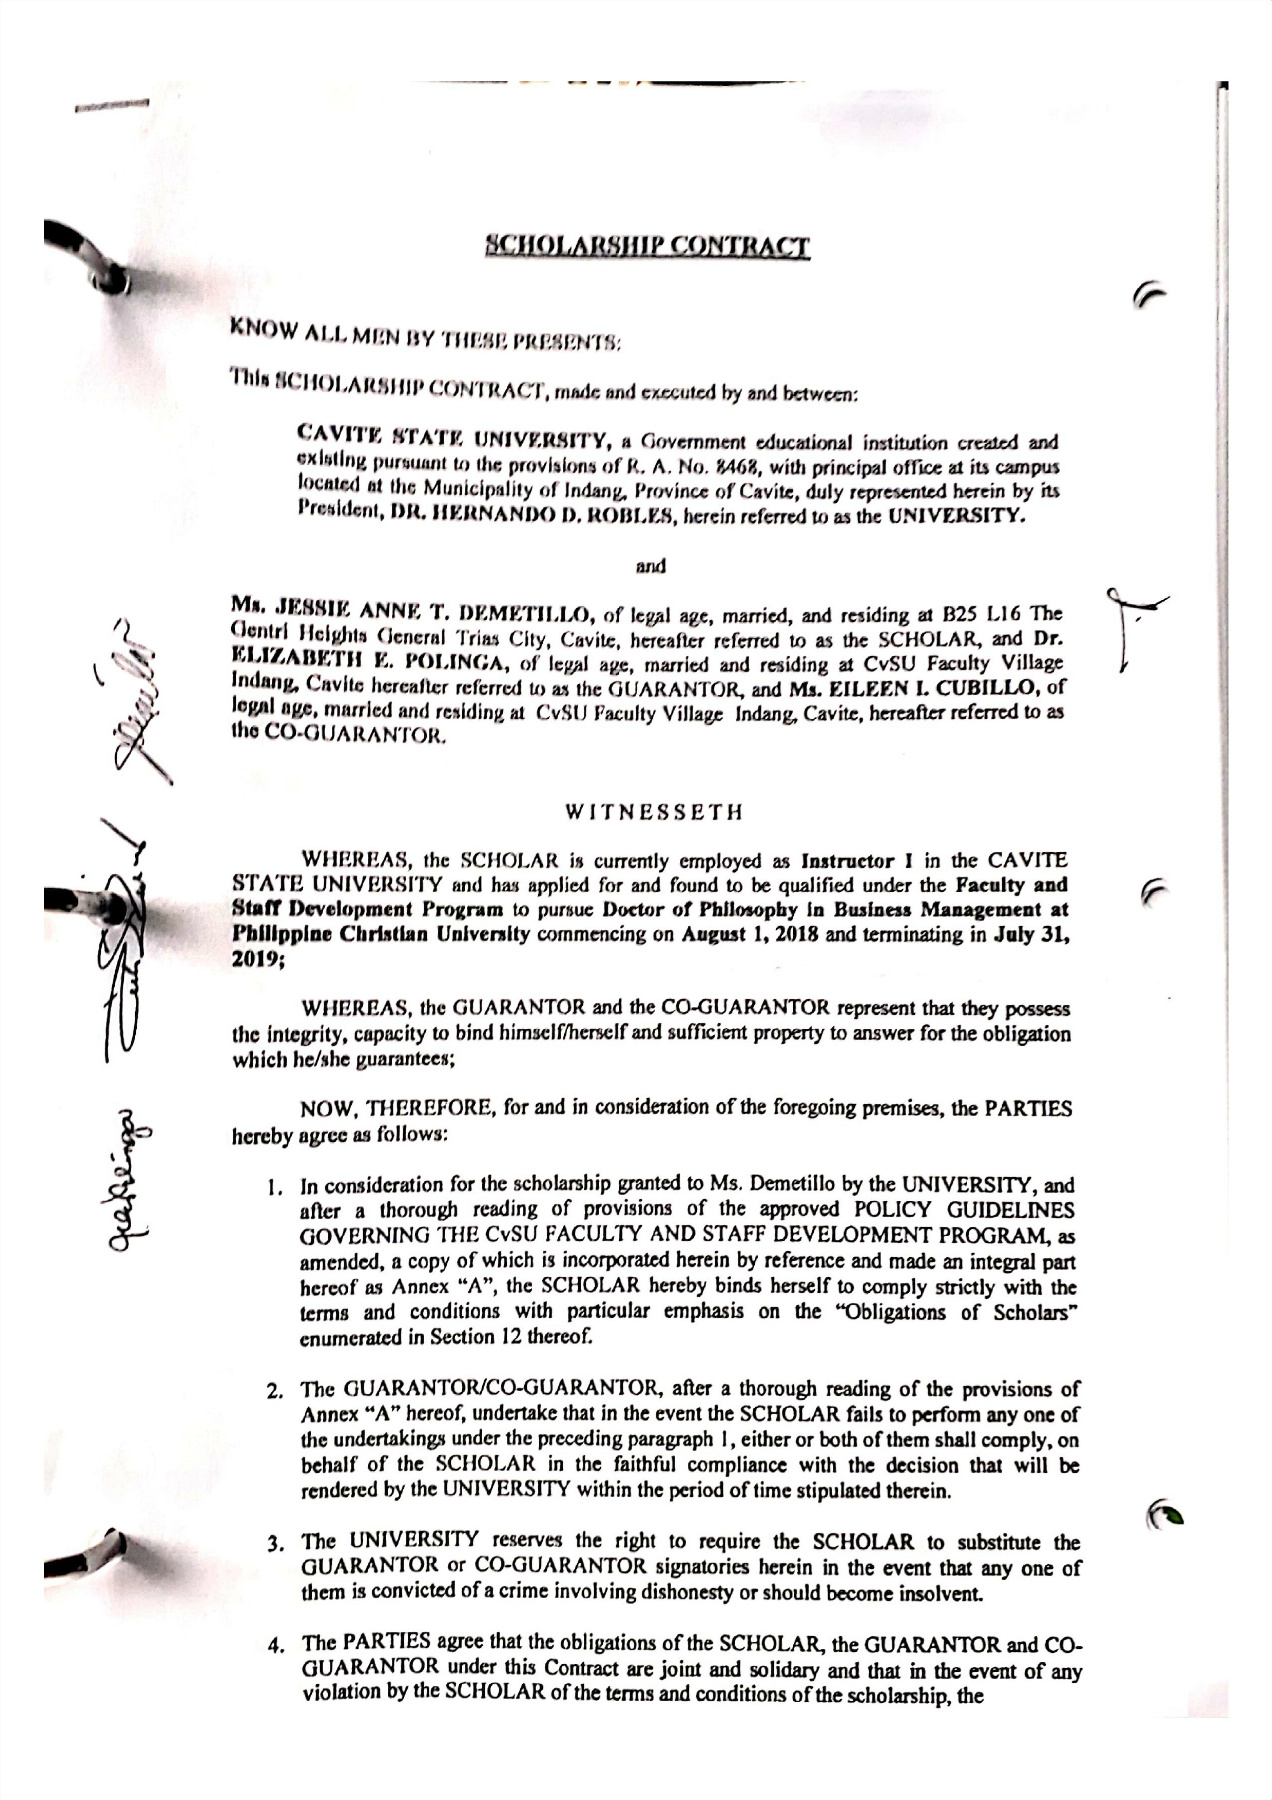 SCHOLARSHIP CONTRACT
KNOW ALL MEN BY THESE PRESENTS:
This SCHOLARSHIP CONTRACT, made and executed by and between:
CAVITE STATE UNIVERSITY, a Government educational institution created and
existing pursuant to the provisions of R. A. No. 8468, with principal office at its campus
located at the Municipality of Indang, Province of Cavite, duly represented herein by its
President, DR. HERNANDO D. ROBLES, herein referred to as the UNIVERSITY.
and
Ms. JESSIE ANNE T. DEMETILLO, of legal age, married, and residing at B25 L16 The
Gentri Heights General Trias City, Cavite, hereafter referred to as the SCHOLAR, and Dr.
ELIZABETH E. POLINGA, of legal age, married and residing at CvSU Faculty Village
Indang, Cavite hereafter referred to as the GUARANTOR, and Ms. EILEEN I. CUBILLO, of
legal age, married and residing at CvSU Faculty Village Indang, Cavite, hereafter referred to as
the CO-GUARANTOR.
WITNESSETH
WHEREAS, the SCHOLAR is currently employed as Instructor I in the CAVITE
STATE UNIVERSITY and has applied for and found to be qualified under the Faculty and
Staff Development Program to pursue Doctor of Philosophy in Business Management at
Philippine Christian University commencing on August 1, 2018 and terminating in July 31,
2019;
WHEREAS, the GUARANTOR and the CO-GUARANTOR represent that they possess
the integrity, capacity to bind himself/herself and sufficient property to answer for the obligation
which he/she guarantees;
NOW, THEREFORE, for and in consideration of the foregoing premises, the PARTIES
hereby agree as follows:
1. In consideration for the scholarship granted to Ms. Demetillo by the UNIVERSITY, and
after a thorough reading of provisions of the approved POLICY GUIDELINES
GOVERNING THE CvSU FACULTY AND STAFF DEVELOPMENT PROGRAM, as
amended, a copy of which is incorporated herein by reference and made an integral part
hereof as Annex “A”, the SCHOLAR hereby binds herself to comply strictly with the
terms and conditions with particular emphasis on the “Obligations of Scholars”
enumerated in Section 12 thereof.
2. The GUARANTOR/CO-GUARANTOR, after a thorough reading of the provisions of
Annex “A” hereof, undertake that in the event the SCHOLAR fails to perform any one of
the undertakings under the preceding paragraph 1, either or both of them shall comply, on
behalf of the SCHOLAR in the faithful compliance with the decision that will be
rendered by the UNIVERSITY within the period of time stipulated therein.
3. The UNIVERSITY reserves the right to require the SCHOLAR to substitute the
GUARANTOR or CO-GUARANTOR signatories herein in the event that any one of
them is convicted of a crime involving dishonesty or should become insolvent.
4. The PARTIES agree that the obligations of the SCHOLAR, the GUARANTOR and CO-
GUARANTOR under this Contract are joint and solidary and that in the event of any
violation by the SCHOLAR of the terms and conditions of the scholarship, the